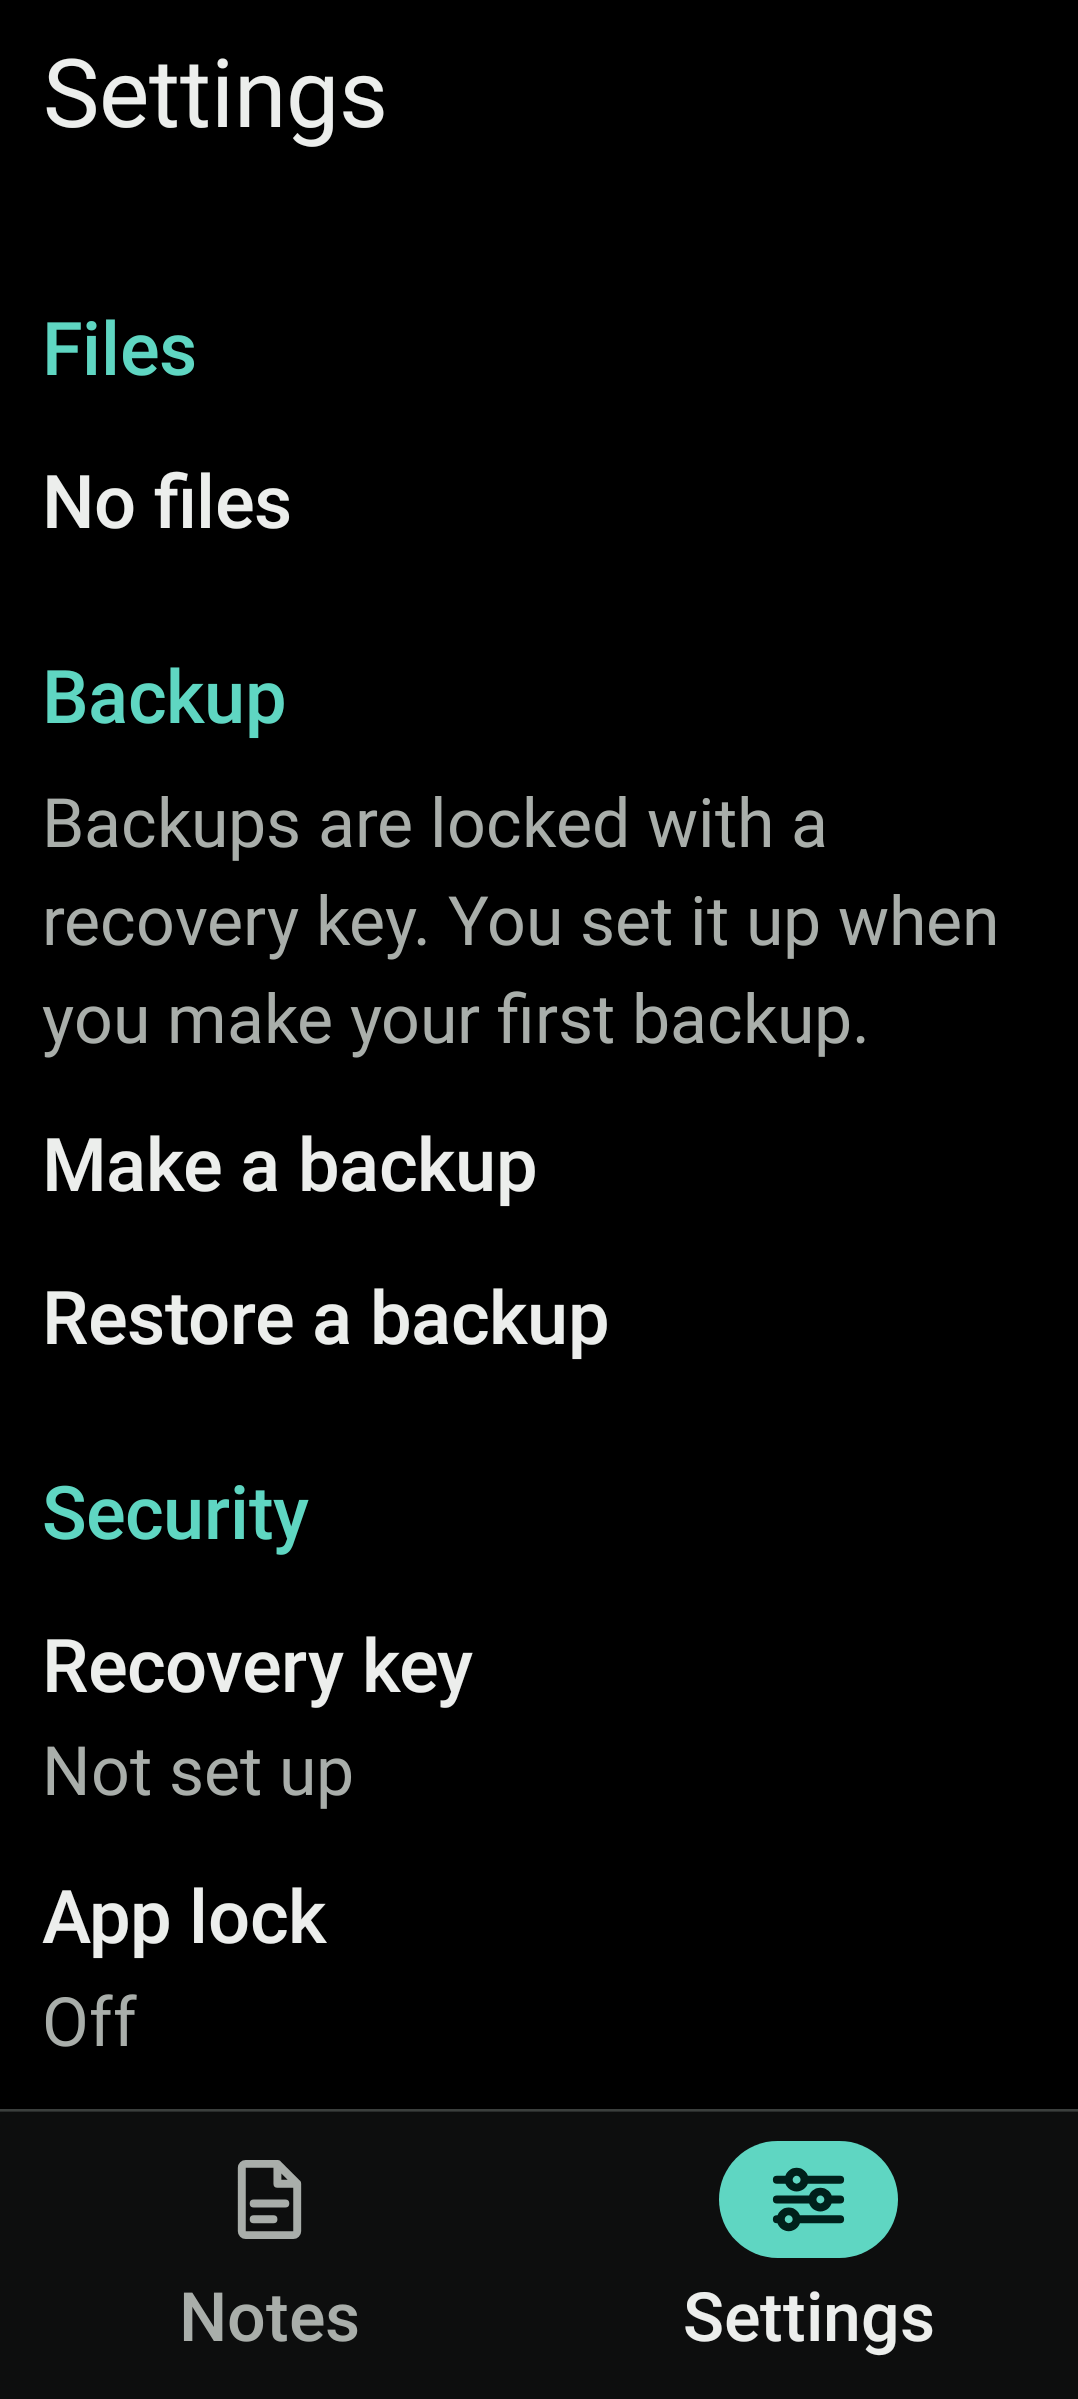 Settings
Files
No files
Backup
Backups are locked with a
recovery key. You set it up when
you make your first backup.
Make a backup
Restore a backup
Security
Recovery key
Not set up
App lock
Off
Notes
Settings